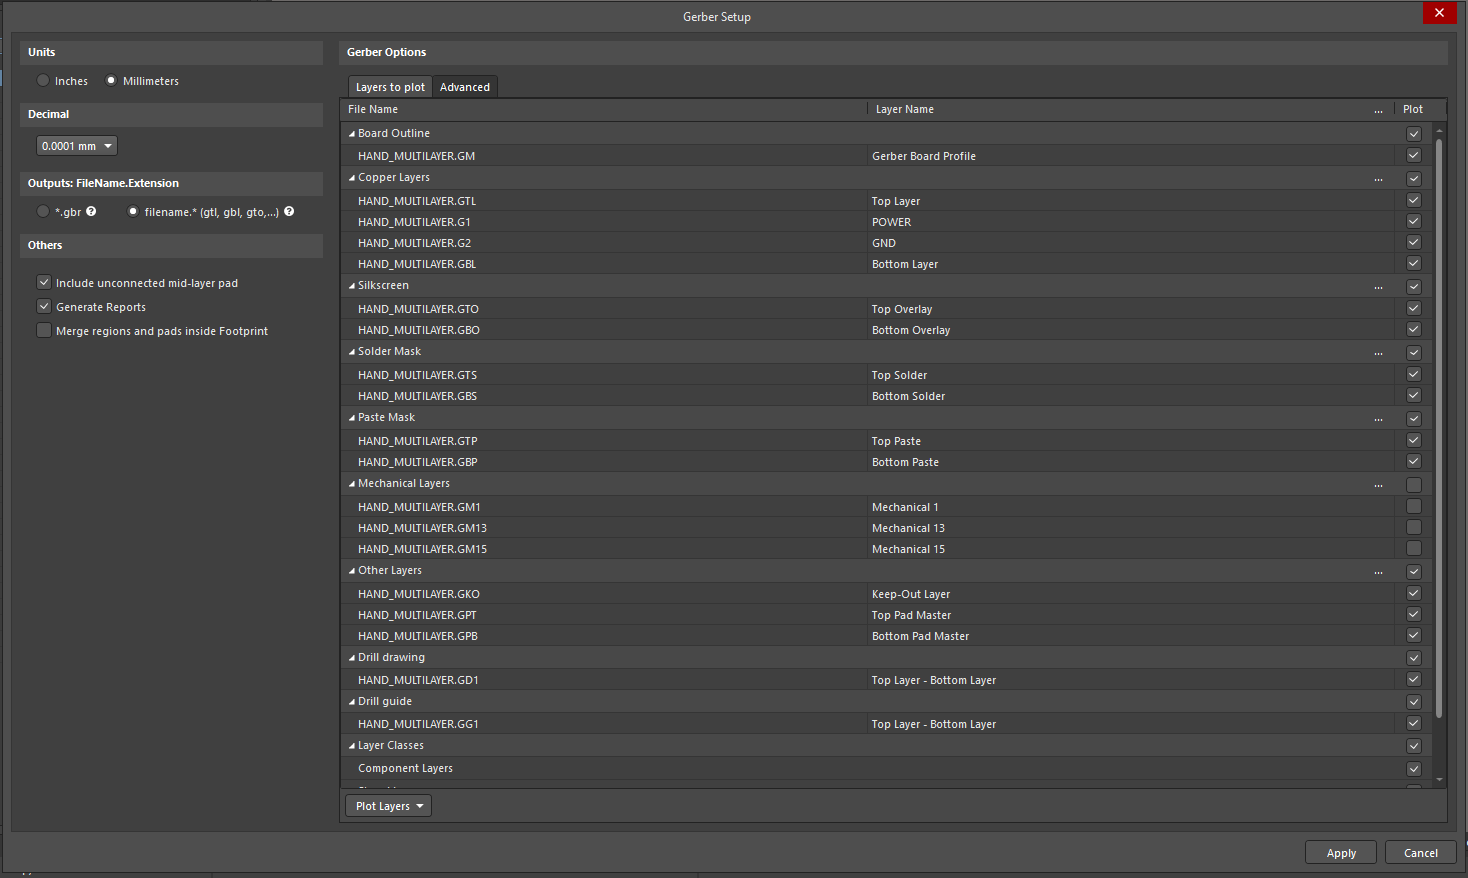 Gerber Setup
Units
Inches
Millimeters
Decimal
0.0001 mm
Outputs: FileName.Extension
*.gbr
filename.* (gtl, gbl, gto,...)
Others
Include unconnected mid-layer pad
Generate Reports
Merge regions and pads inside Footprint
Gerber Options
Layers to plot
Advanced
File Name Layer Name ... Plot
Board Outline
HAND_MULTILAYER.GM Gerber Board Profile
Copper Layers ...
HAND_MULTILAYER.GTL Top Layer
HAND_MULTILAYER.G1 POWER
HAND_MULTILAYER.G2 GND
HAND_MULTILAYER.GBL Bottom Layer
Silkscreen ...
HAND_MULTILAYER.GTO Top Overlay
HAND_MULTILAYER.GBO Bottom Overlay
Solder Mask ...
HAND_MULTILAYER.GTS Top Solder
HAND_MULTILAYER.GBS Bottom Solder
Paste Mask ...
HAND_MULTILAYER.GTP Top Paste
HAND_MULTILAYER.GBP Bottom Paste
Mechanical Layers ...
HAND_MULTILAYER.GM1 Mechanical 1
HAND_MULTILAYER.GM13 Mechanical 13
HAND_MULTILAYER.GM15 Mechanical 15
Other Layers ...
HAND_MULTILAYER.GKO Keep-Out Layer
HAND_MULTILAYER.GPT Top Pad Master
HAND_MULTILAYER.GPB Bottom Pad Master
Drill drawing
HAND_MULTILAYER.GD1 Top Layer - Bottom Layer
Drill guide
HAND_MULTILAYER.GG1 Top Layer - Bottom Layer
Layer Classes
Component Layers
Plot Layers
Apply
Cancel